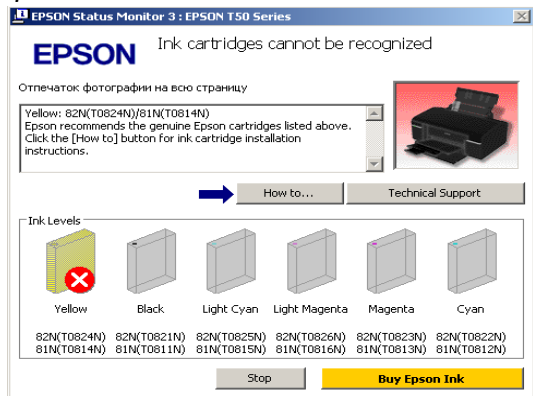 EPSON Status Monitor 3 : EPSON T50 Series
EPSON
Ink cartridges cannot be recognized
Отпечаток фотографии на всю страницу
Yellow: 82N(T0824N)/81N(T0814N)
Epson recommends the genuine Epson cartridges listed above.
Click the [How to] button for ink cartridge installation
instructions.
How to...
Technical Support
Ink Levels
Yellow Black Light Cyan Light Magenta Magenta Cyan
82N(T0824N) 82N(T0821N) 82N(T0825N) 82N(T0826N) 82N(T0823N) 82N(T0822N)
81N(T0814N) 81N(T0811N) 81N(T0815N) 81N(T0816N) 81N(T0813N) 81N(T0812N)
Stop
Buy Epson Ink